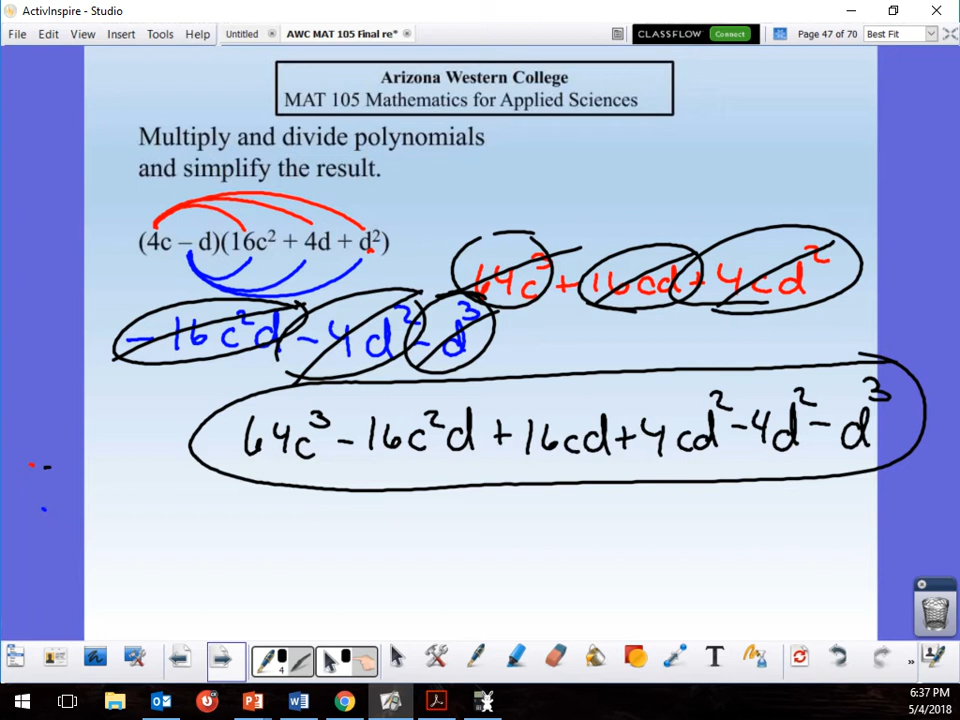 ActivInspire - Studio
File Edit View Insert Tools Help Untitled AWC MAT 105 Final re* CLASSFLOW Connect Page 47 of 70 Best Fit
Arizona Western College
MAT 105 Mathematics for Applied Sciences
Multiply and divide polynomials
and simplify the result.
(4c – d)(16c² + 4d + d²)
64c³ + 16cd + 4cd²
- 16c²d - 4d² - d³
64c³ - 16c²d + 16cd + 4cd² - 4d² - d³
4 T »
6:37 PM
5/4/2018